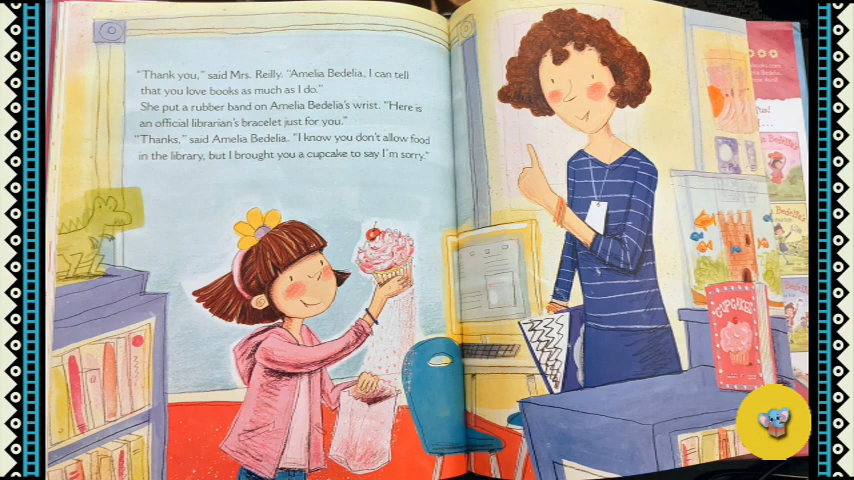 “Thank you,” said Mrs. Reilly. “Amelia Bedelia, I can tell
that you love books as much as I do.”
She put a rubber band on Amelia Bedelia’s wrist. “Here is
an official librarian’s bracelet just for you.”
“Thanks,” said Amelia Bedelia. “I know you don’t allow food
in the library, but I brought you a cupcake to say I’m sorry.”
CUPCAKES